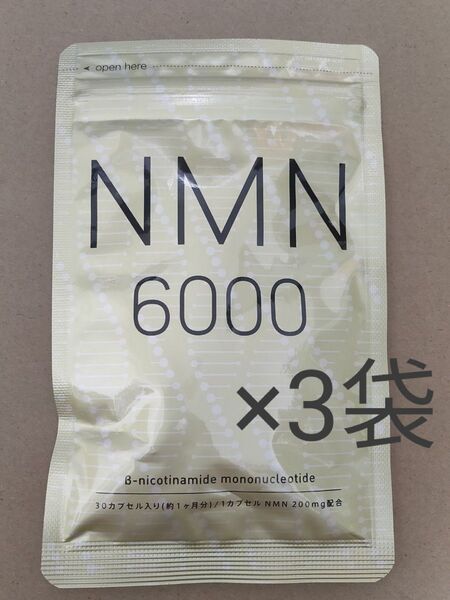 open here
NMN
6000
×3袋
β-nicotinamide mononucleotide
30カプセル入り(約1ヶ月分)/1カプセル NMN 200mg配合